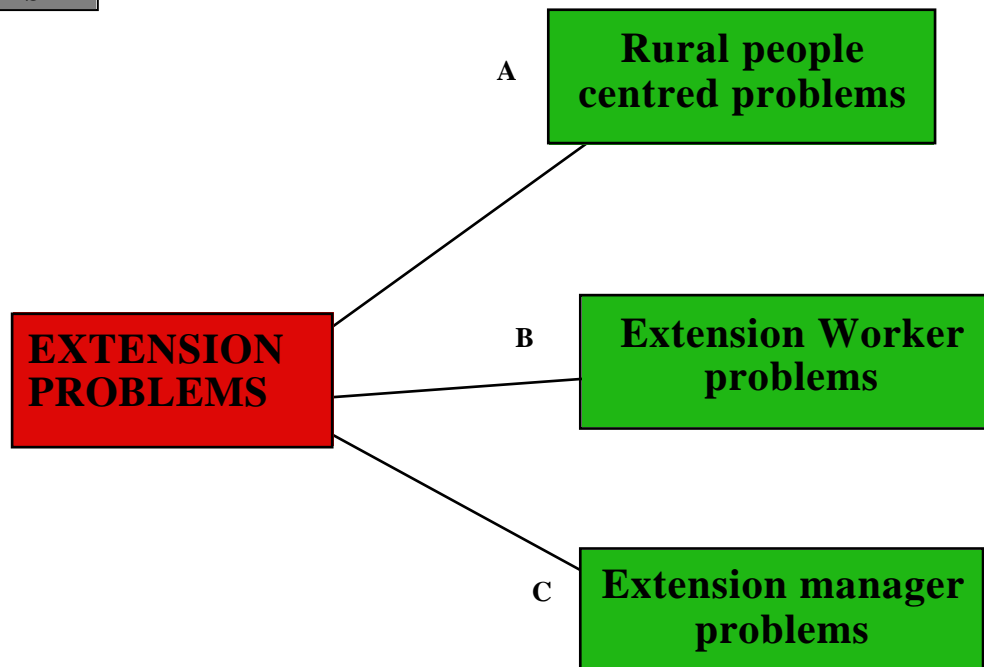 A
Rural people
centred problems
EXTENSION
PROBLEMS
B
Extension Worker
problems
C
Extension manager
problems